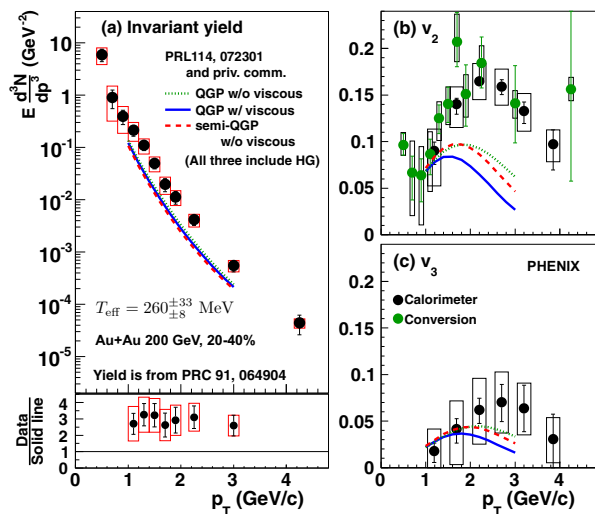 (a) Invariant yield
PRL114, 072301
and priv. comm.
QGP w/o viscous
QGP w/ viscous
semi-QGP
w/o viscous
(All three include HG)
E d³N/dp³ (GeV⁻²)
10
1
10⁻¹
10⁻²
10⁻³
10⁻⁴
10⁻⁵
T_eff = 260 ±33 ±8 MeV
Au+Au 200 GeV, 20-40%
Yield is from PRC 91, 064904
Data
Solid line
4
3
2
1
0
0 2 4
p_T (GeV/c)
(b) v₂
0.2
0.15
0.1
0.05
0
(c) v₃
PHENIX
Calorimeter
Conversion
0.2
0.15
0.1
0.05
0
0 2 4
p_T (GeV/c)